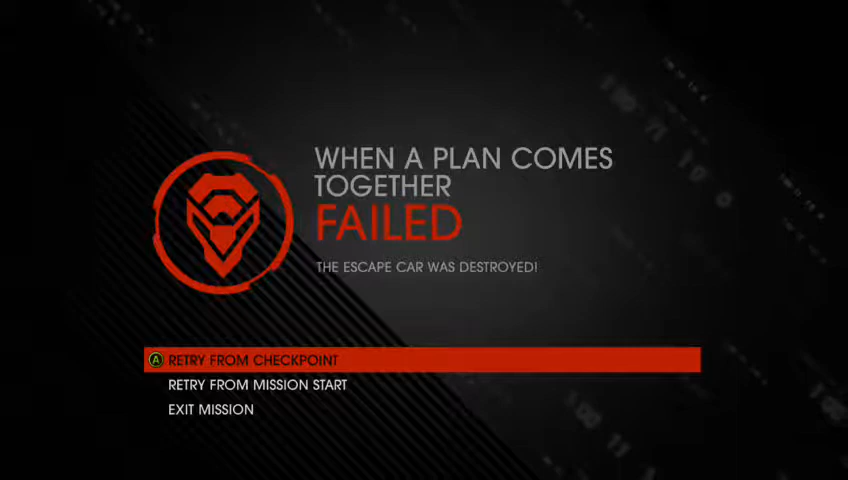 WHEN A PLAN COMES
TOGETHER
FAILED
THE ESCAPE CAR WAS DESTROYED!
A RETRY FROM CHECKPOINT
RETRY FROM MISSION START
EXIT MISSION